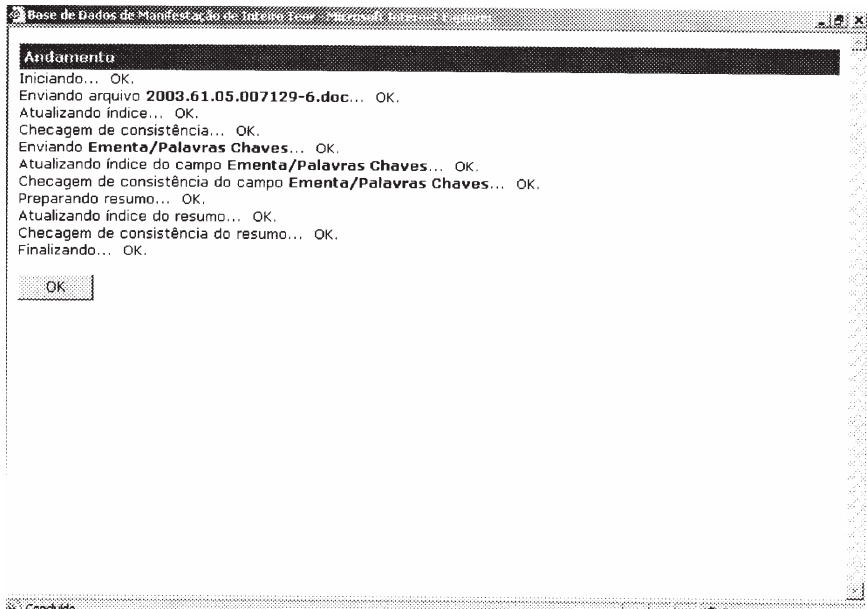 Base de Dados de Manifestação de Inteiro Teor - Microsoft Internet Explorer
Andamento
Iniciando... OK.
Enviando arquivo 2003.61.05.007129-6.doc... OK.
Atualizando índice... OK.
Checagem de consistência... OK.
Enviando Ementa/Palavras Chaves... OK.
Atualizando índice do campo Ementa/Palavras Chaves... OK.
Checagem de consistência do campo Ementa/Palavras Chaves... OK.
Preparando resumo... OK.
Atualizando índice do resumo... OK.
Checagem de consistência do resumo... OK.
Finalizando... OK.
OK
Concluído